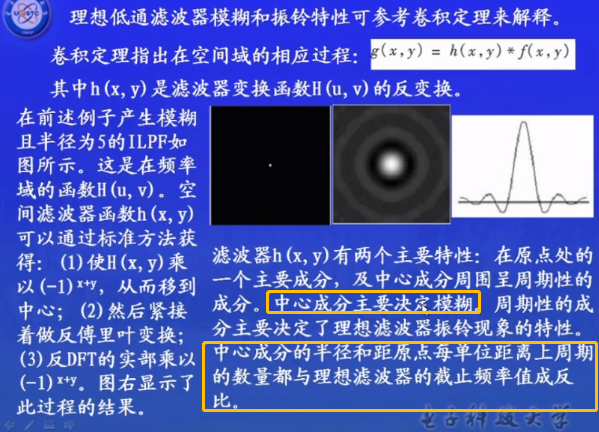 理想低通滤波器模糊和振铃特性可参考卷积定理来解释。
卷积定理指出在空间域的相应过程：g(x,y) = h(x,y)*f(x,y)
其中h(x,y)是滤波器变换函数H(u,v)的反变换。
在前述例子产生模糊
且半径为5的ILPF如
图所示。这是在频率
域的函数H(u,v)。空
间滤波器函数h(x,y)
可以通过标准方法获
得：(1)使H(x,y)乘
以(-1)x+y，从而移到
中心；(2)然后紧接
着做反傅里叶变换；
(3)反DFT的实部乘以
(-1)x+y。图右显示了
此过程的结果。
滤波器h(x,y)有两个主要特性：在原点处的
一个主要成分，及中心成分周围呈周期性的
成分。中心成分主要决定模糊。周期性的成
分主要决定了理想滤波器振铃现象的特性。
中心成分的半径和距原点每单位距离上周期
的数量都与理想滤波器的截止频率值成反
比。
电子科技大学